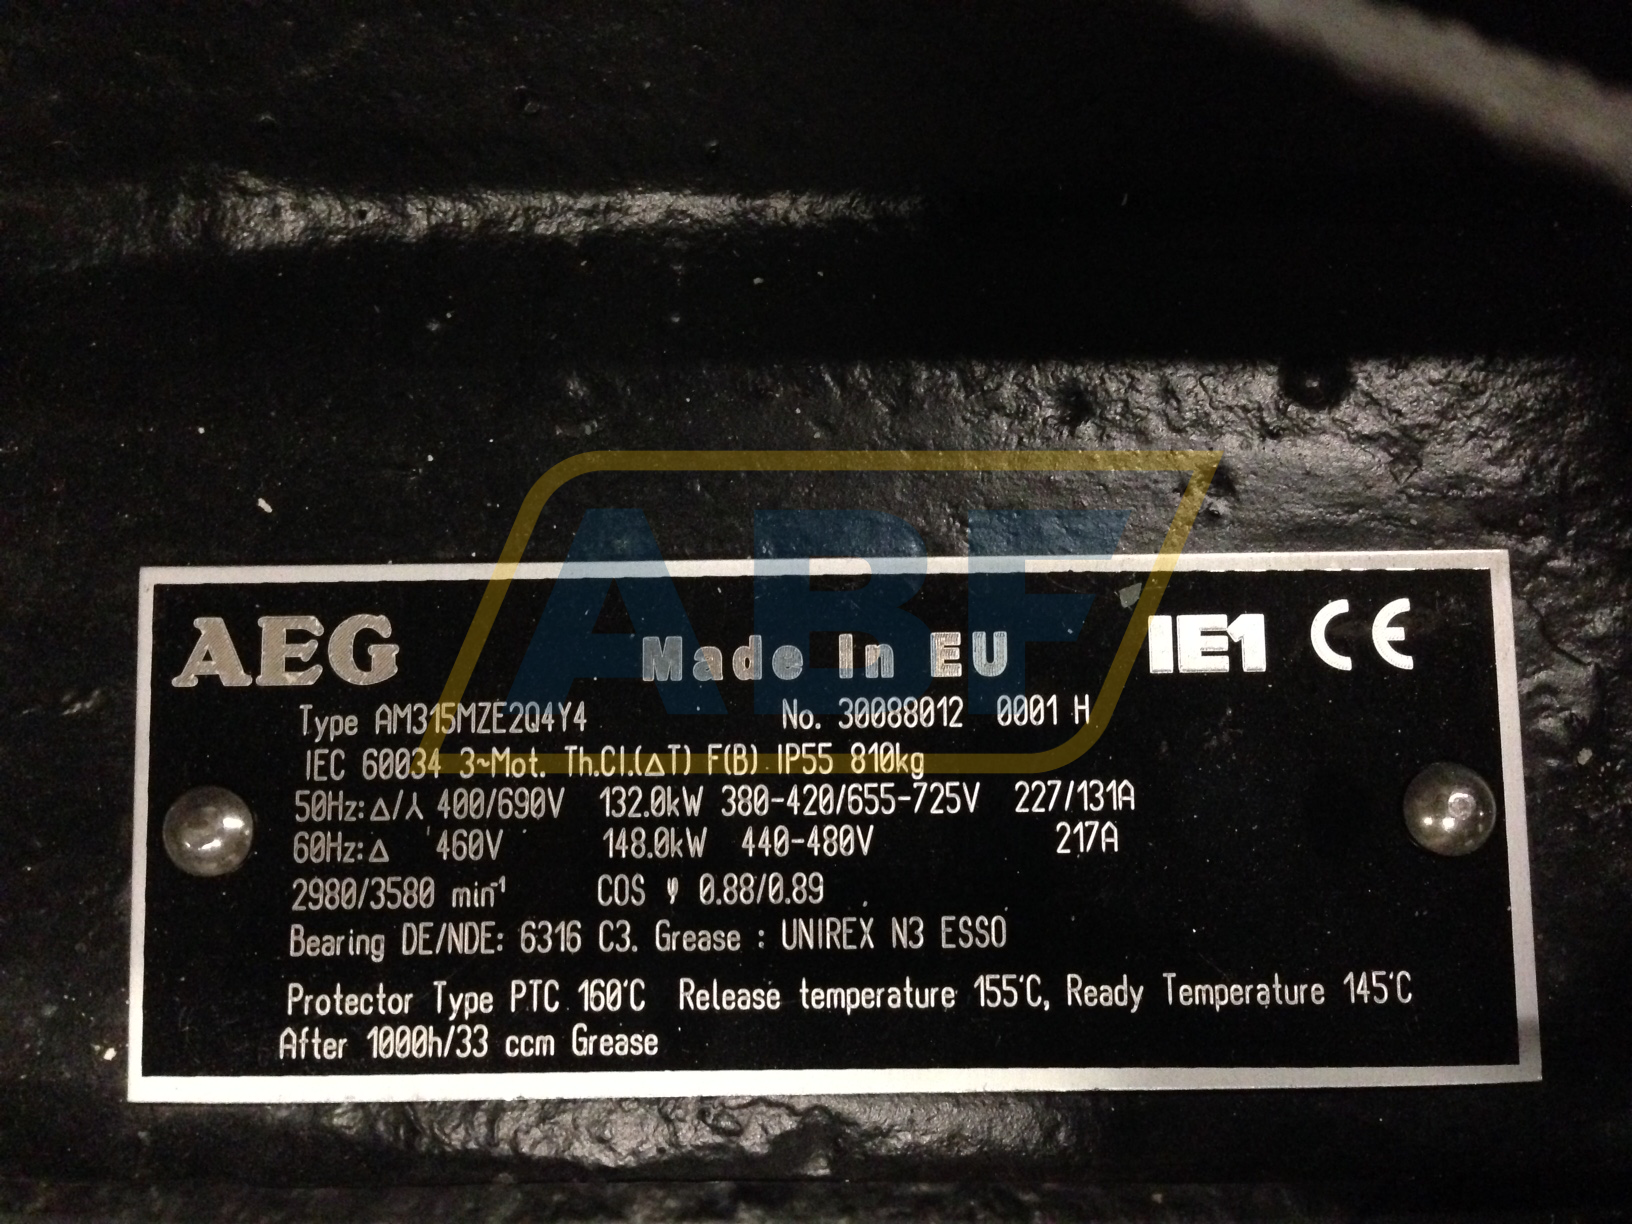 AEG Made In EU IE1 CE
Type AM315MZE2Q4Y4 No. 30088012 0001 H
IEC 60034 3~Mot. Th.Cl.(ΔT) F(B) IP55 810kg
50Hz:Δ/⅄ 400/690V 132.0kW 380-420/655-725V 227/131A
60Hz:Δ 460V 148.0kW 440-480V 217A
2980/3580 min⁻¹ COS φ 0.88/0.89
Bearing DE/NDE: 6316 C3. Grease : UNIREX N3 ESSO
Protector Type PTC 160°C Release temperature 155°C, Ready Temperature 145°C
After 1000h/33 ccm Grease
ABF